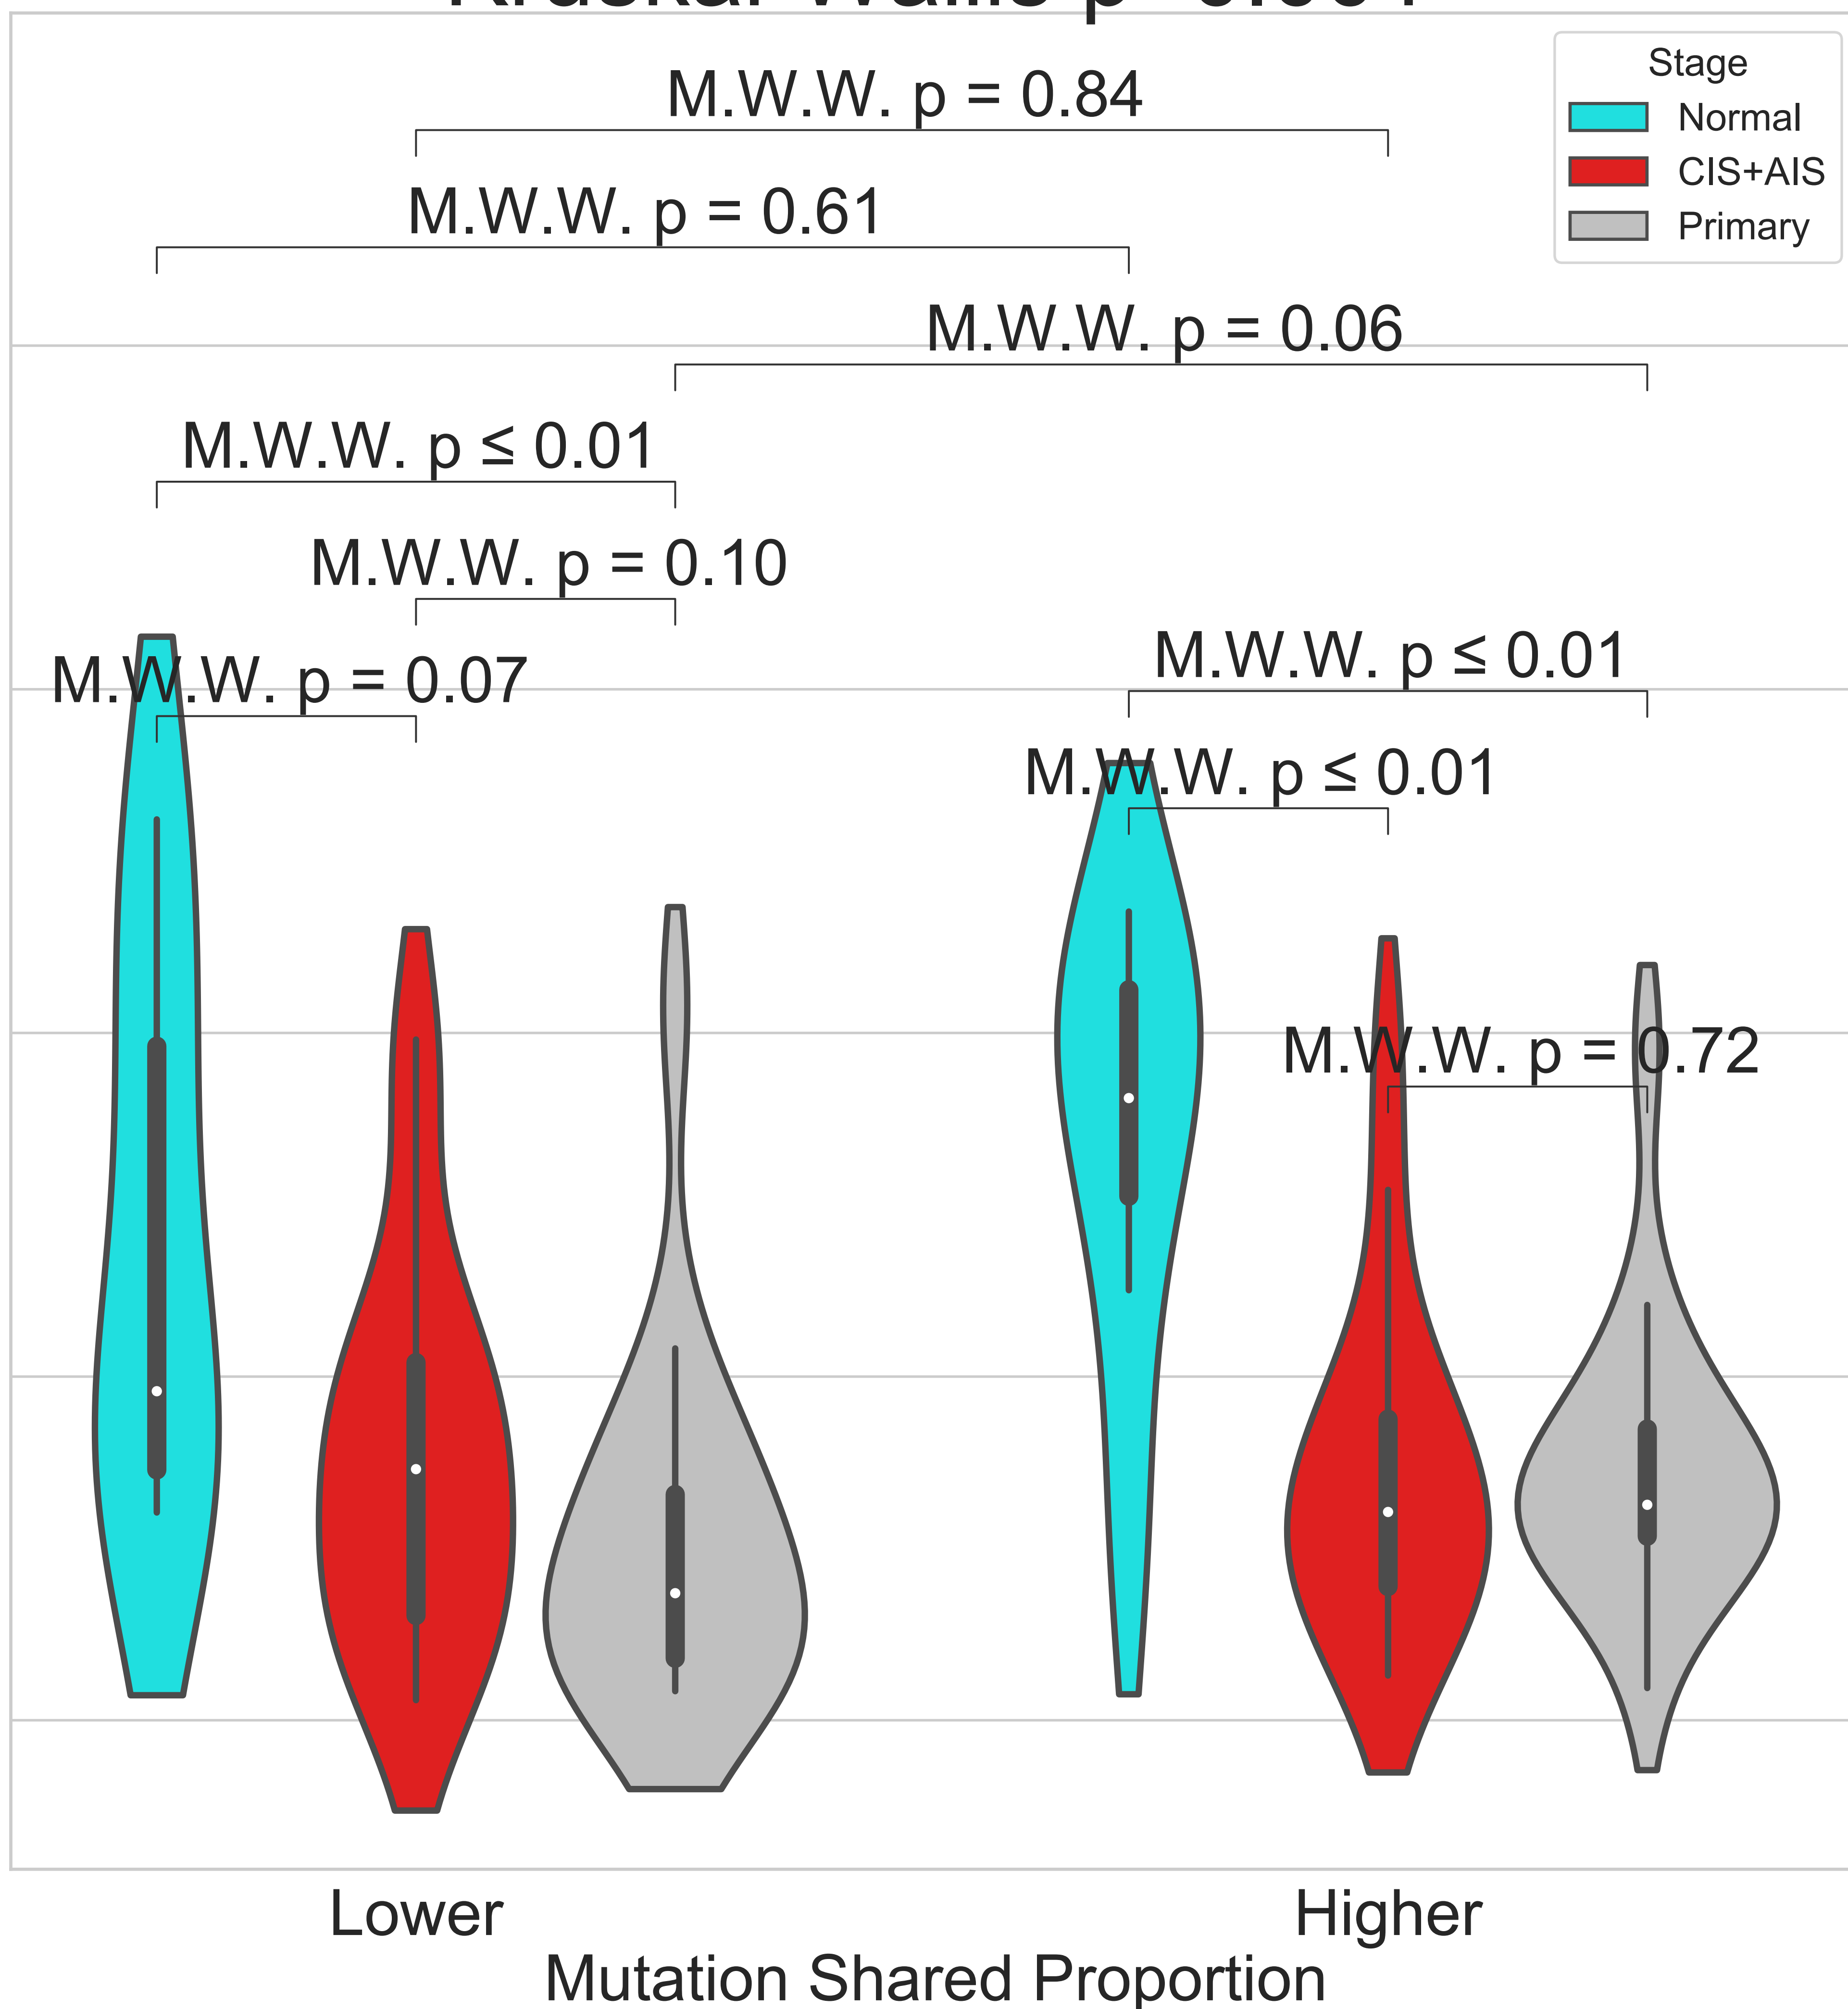 Stage
Normal
CIS+AIS
Primary
M.W.W. p = 0.84
M.W.W. p = 0.61
M.W.W. p = 0.06
M.W.W. p ≤ 0.01
M.W.W. p = 0.10
M.W.W. p = 0.07
M.W.W. p ≤ 0.01
M.W.W. p ≤ 0.01
M.W.W. p = 0.72
Lower
Higher
Mutation Shared Proportion